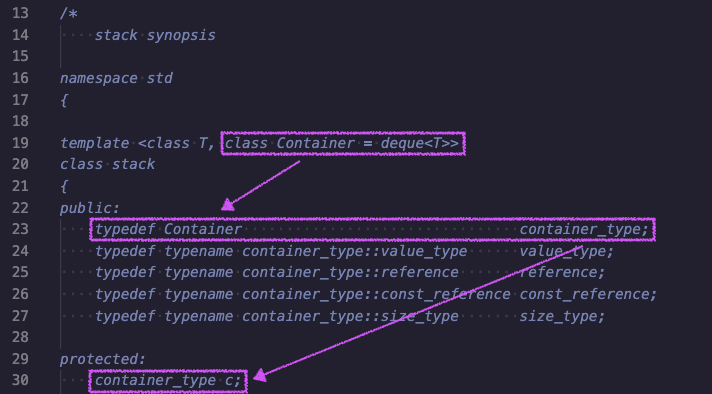 13 /*
14 stack synopsis
15
16 namespace std
17 {
18
19 template <class T, class Container = deque<T>>
20 class stack
21 {
22 public:
23 typedef Container container_type;
24 typedef typename container_type::value_type value_type;
25 typedef typename container_type::reference reference;
26 typedef typename container_type::const_reference const_reference;
27 typedef typename container_type::size_type size_type;
28
29 protected:
30 container_type c;